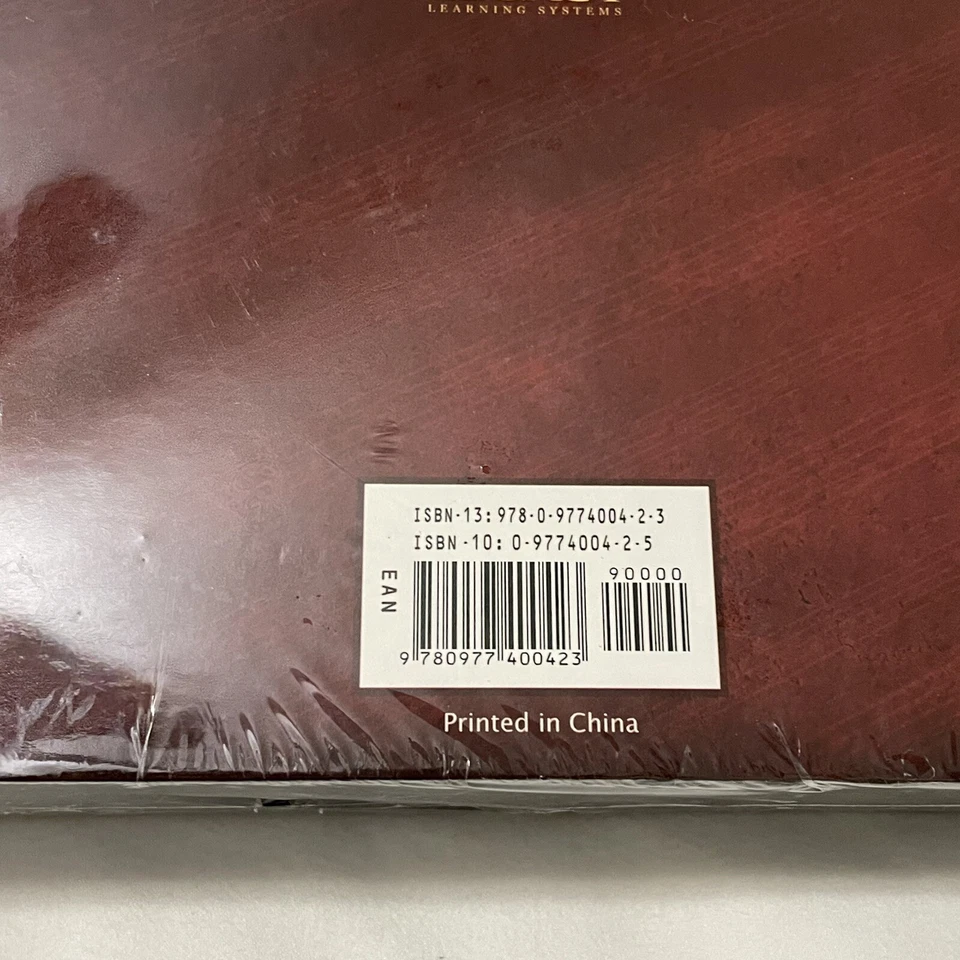 LEARNING SYSTEMS
ISBN-13: 978-0-9774004-2-3
ISBN-10: 0-9774004-2-5
EAN
90000
9 780977 400423
Printed in China